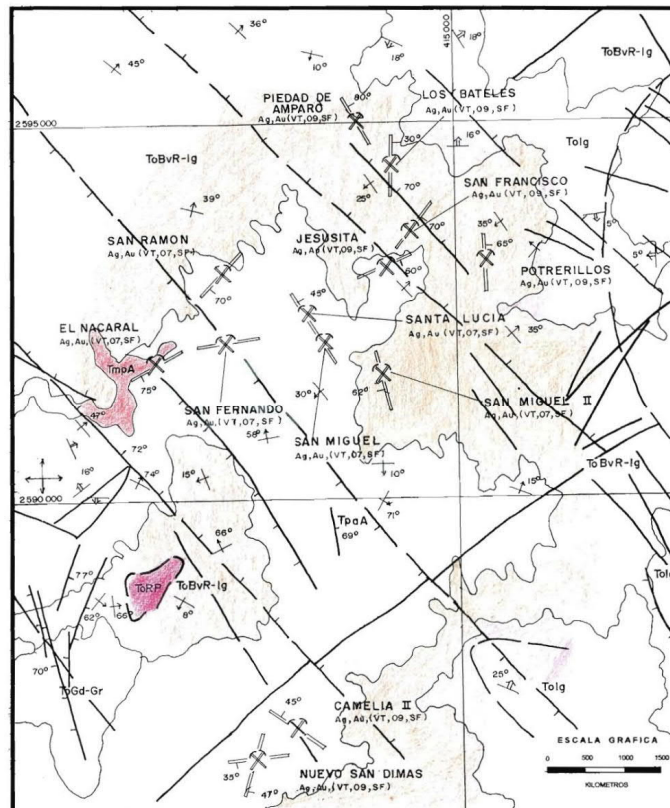 36°
415 000
18°
45°
10°
18°
ToBvR-Ig
PIEDAD DE
AMPARO
Ag,Au(VT,09,SF)
80°
LOS BATELES
Ag,Au(VT,09,SF)
2595000
30°
16°
ToIg
ToBvR-Ig
25°
70°
39°
SAN FRANCISCO
Ag,Au(VT,09,SF)
SAN RAMON
Ag,Au(VT,07,SF)
JESUSITA
Ag,Au(VT,09,SF)
70°
35°
65°
5°
5°
60°
POTRERILLOS
Ag,Au(VT,09,SF)
70°
45°
EL NACARAL
Ag,Au,(VT,07,SF)
SANTA LUCIA
Ag,Au(VT,07,SF)
35°
TmpA
75°
SAN FERNANDO
Ag,Au,(VT,07,SF)
62°
SAN MIGUEL II
Ag,Au,(VT,07,SF)
30°
47°
58°
SAN MIGUEL
Ag,Au,(VT,07,SF)
72°
16°
74°
15°
10°
ToBvR-Ig
2590 000
15°
71°
TpaA
69°
66°
77°
ToRP
ToBvR-Ig
62°
66°
8°
70°
ToGd-Gr
25°
ToIg
45°
CAMELIA II
Ag,Au,(VT,09,SF)
ESCALA GRAFICA
0 500 1000 1500
KILOMETROS
35°
47°
NUEVO SAN DIMAS
Ag,Au,(VT,09,SF)